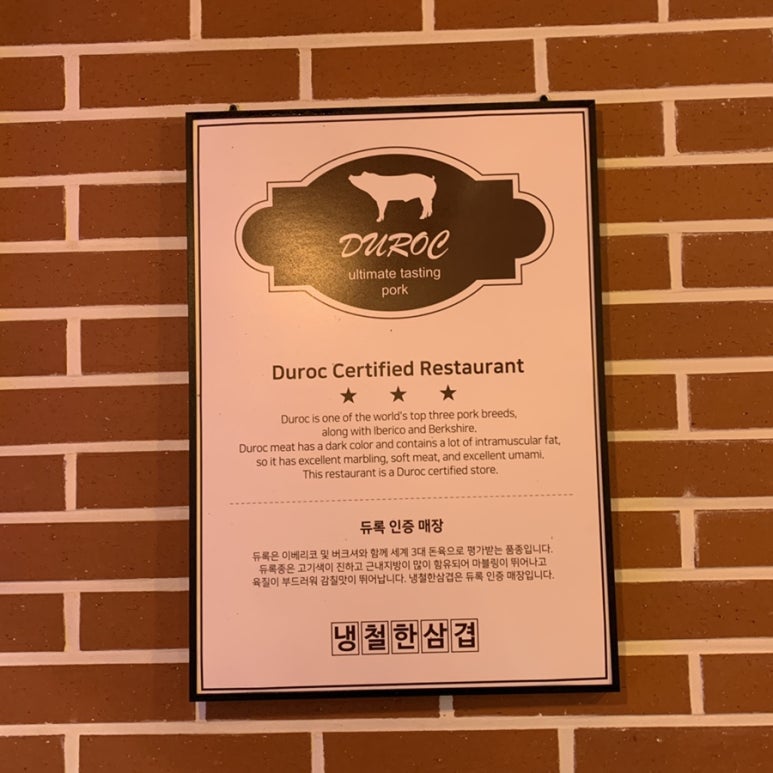 DUROC
ultimate tasting
pork
Duroc Certified Restaurant
★ ★ ★
Duroc is one of the world's top three pork breeds,
along with Iberico and Berkshire.
Duroc meat has a dark color and contains a lot of intramuscular fat,
so it has excellent marbling, soft meat, and excellent umami.
This restaurant is a Duroc certified store.
듀록 인증 매장
듀록은 이베리코 및 버크셔와 함께 세계 3대 돈육으로 평가받는 품종입니다.
듀록종은 고기색이 진하고 근내지방이 많이 함유되어 마블링이 뛰어나고
육질이 부드러워 감칠맛이 뛰어납니다. 냉철한삼겹은 듀록 인증 매장입니다.
냉철한삼겹